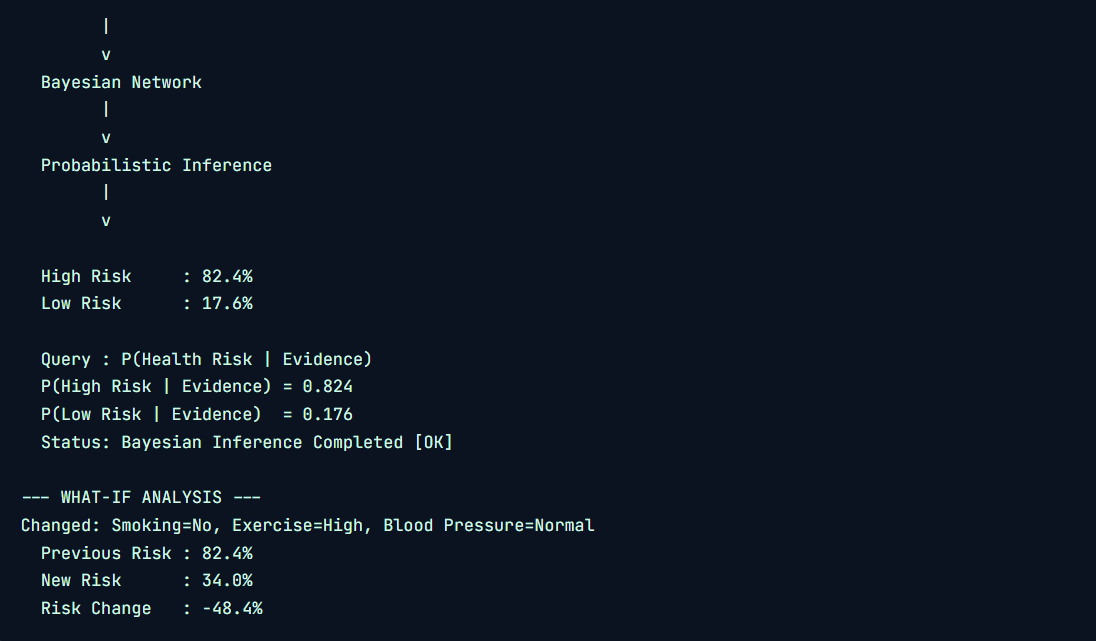 |
v
Bayesian Network
|
v
Probabilistic Inference
|
v
High Risk     : 82.4%
Low Risk      : 17.6%
Query : P(Health Risk | Evidence)
P(High Risk | Evidence) = 0.824
P(Low Risk | Evidence)  = 0.176
Status: Bayesian Inference Completed [OK]
--- WHAT-IF ANALYSIS ---
Changed: Smoking=No, Exercise=High, Blood Pressure=Normal
Previous Risk : 82.4%
New Risk      : 34.0%
Risk Change   : -48.4%